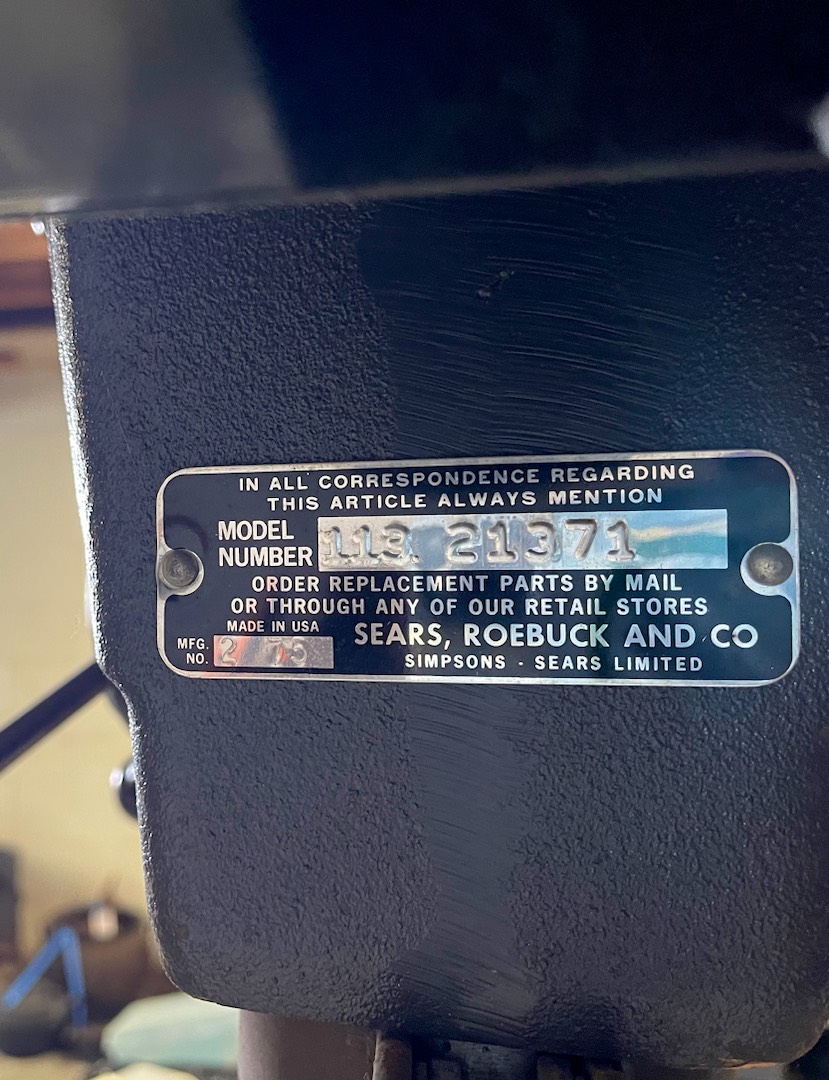 IN ALL CORRESPONDENCE REGARDING
THIS ARTICLE ALWAYS MENTION
MODEL NUMBER 113. 21371
ORDER REPLACEMENT PARTS BY MAIL
OR THROUGH ANY OF OUR RETAIL STORES
MADE IN USA
MFG. NO. 2 75
SEARS, ROEBUCK AND CO
SIMPSONS - SEARS LIMITED